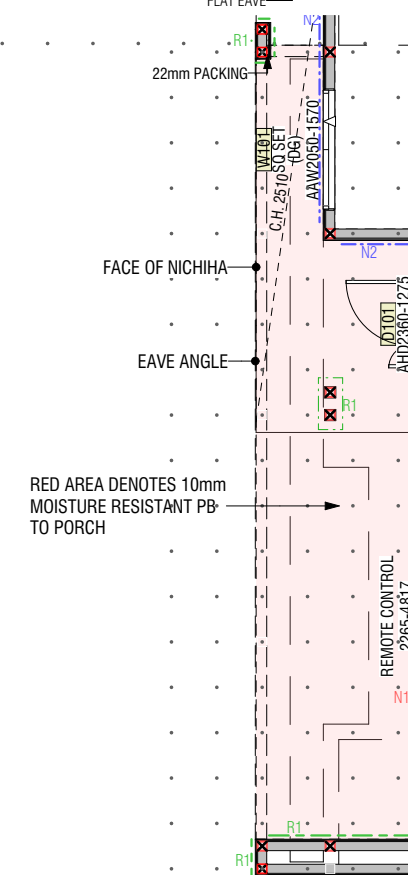 FLAT EAVE
N2
R1
22mm PACKING
W101
C.H. 2510
SQ SET
(DG)
AAW2050-1570
N2
FACE OF NICHIHA
D101
AHD2360-1275
EAVE ANGLE
R1
RED AREA DENOTES 10mm
MOISTURE RESISTANT PB
TO PORCH
REMOTE CONTROL
2265-4817
N1
R1
R1